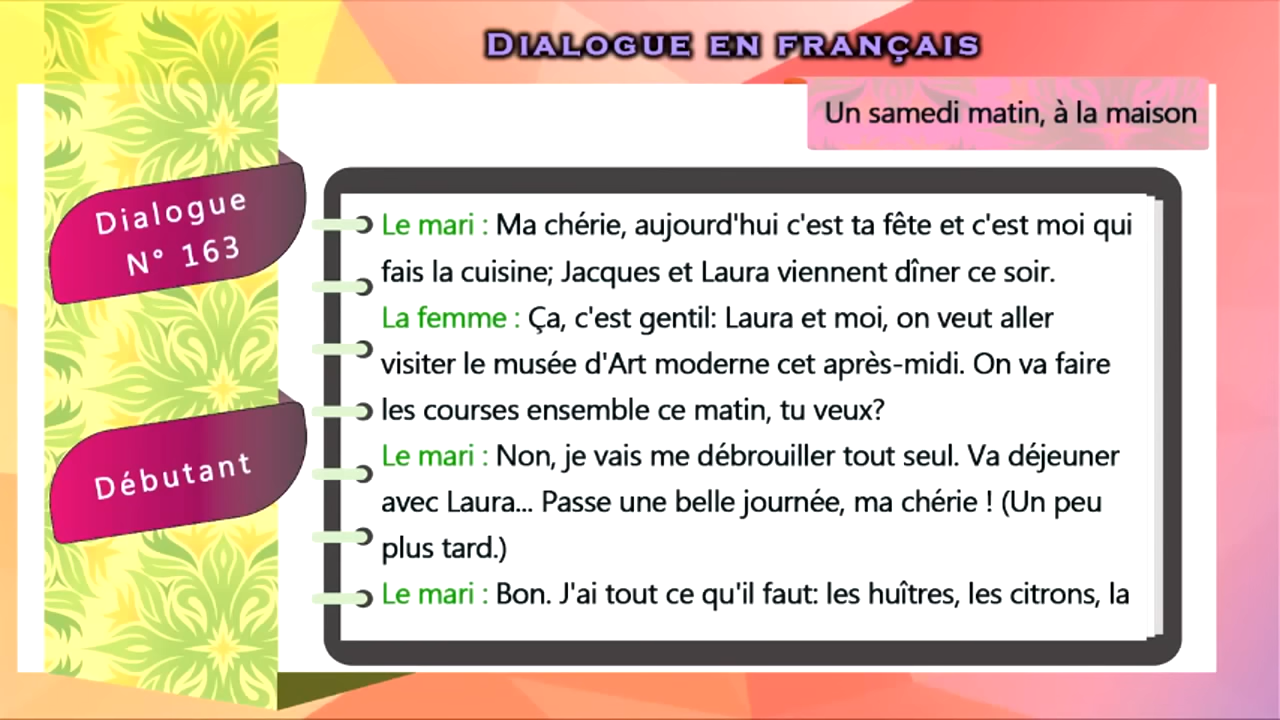 Dialogue en français
Un samedi matin, à la maison
Dialogue
N° 163
Débutant
Le mari : Ma chérie, aujourd'hui c'est ta fête et c'est moi qui
fais la cuisine; Jacques et Laura viennent dîner ce soir.
La femme : Ça, c'est gentil: Laura et moi, on veut aller
visiter le musée d'Art moderne cet après-midi. On va faire
les courses ensemble ce matin, tu veux?
Le mari : Non, je vais me débrouiller tout seul. Va déjeuner
avec Laura... Passe une belle journée, ma chérie ! (Un peu
plus tard.)
Le mari : Bon. J'ai tout ce qu'il faut: les huîtres, les citrons, la